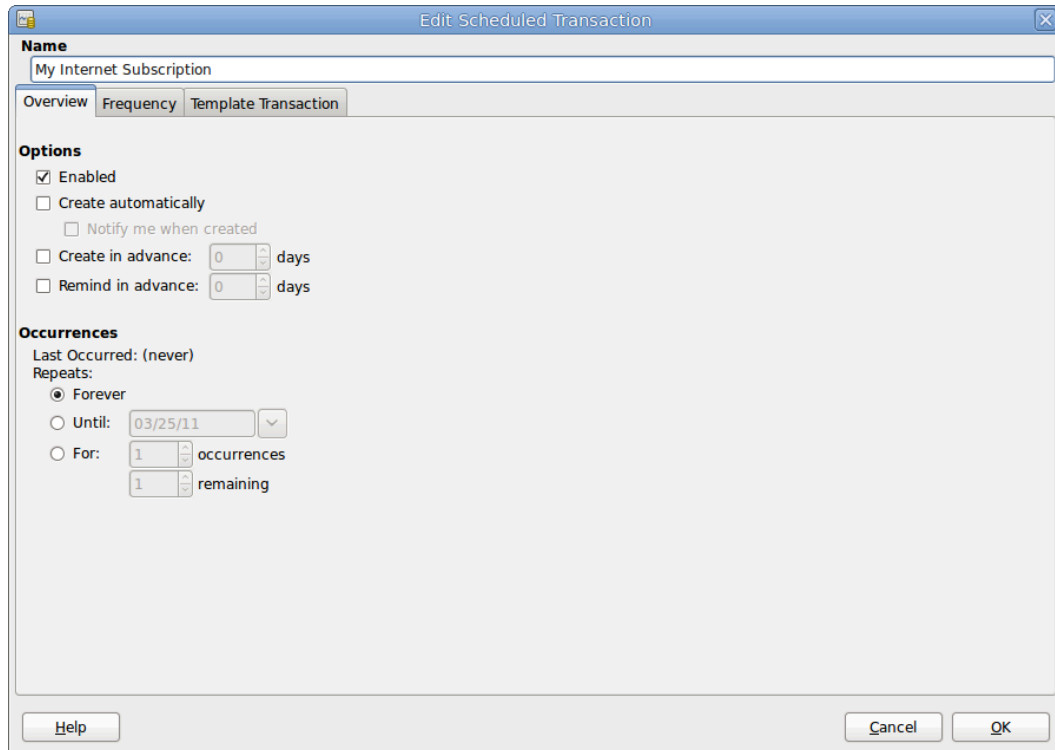 Edit Scheduled Transaction
Name
My Internet Subscription
Overview Frequency Template Transaction
Options
Enabled
Create automatically
Notify me when created
Create in advance: 0 days
Remind in advance: 0 days
Occurrences
Last Occurred: (never)
Repeats:
Forever
Until: 03/25/11
For: 1 occurrences
1 remaining
Help Cancel OK